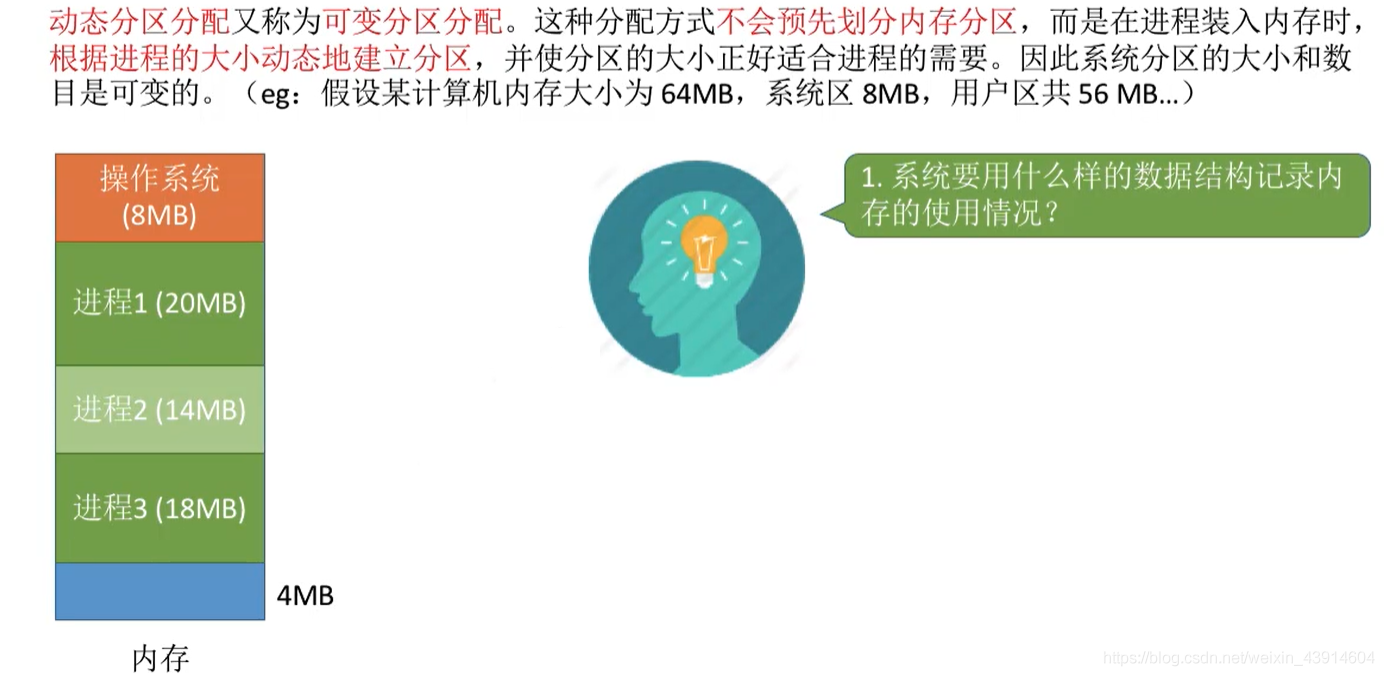 动态分区分配又称为可变分区分配。这种分配方式不会预先划分内存分区，而是在进程装入内存时，
根据进程的大小动态地建立分区，并使分区的大小正好适合进程的需要。因此系统分区的大小和数
目是可变的。（eg：假设某计算机内存大小为 64MB，系统区 8MB，用户区共 56 MB…）
操作系统
(8MB)
进程1 (20MB)
进程2 (14MB)
进程3 (18MB)
4MB
内存
1. 系统要用什么样的数据结构记录内
存的使用情况？
https://blog.csdn.net/weixin_43914604